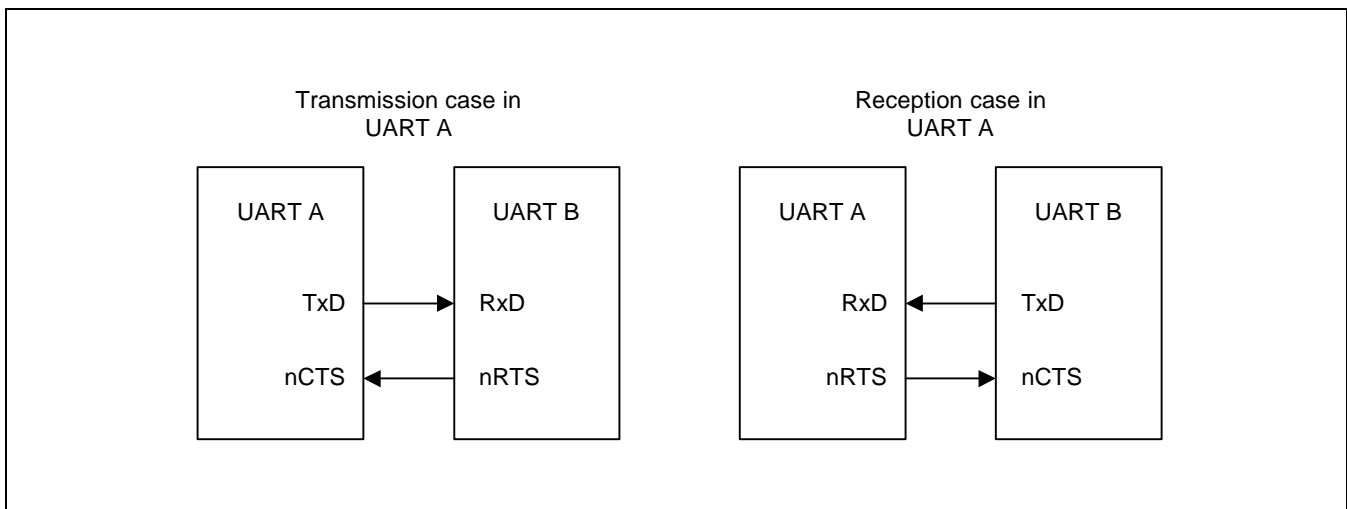 Transmission case in
UART A
UART A
UART B
TxD
RxD
nCTS
nRTS
Reception case in
UART A
UART A
UART B
RxD
TxD
nRTS
nCTS